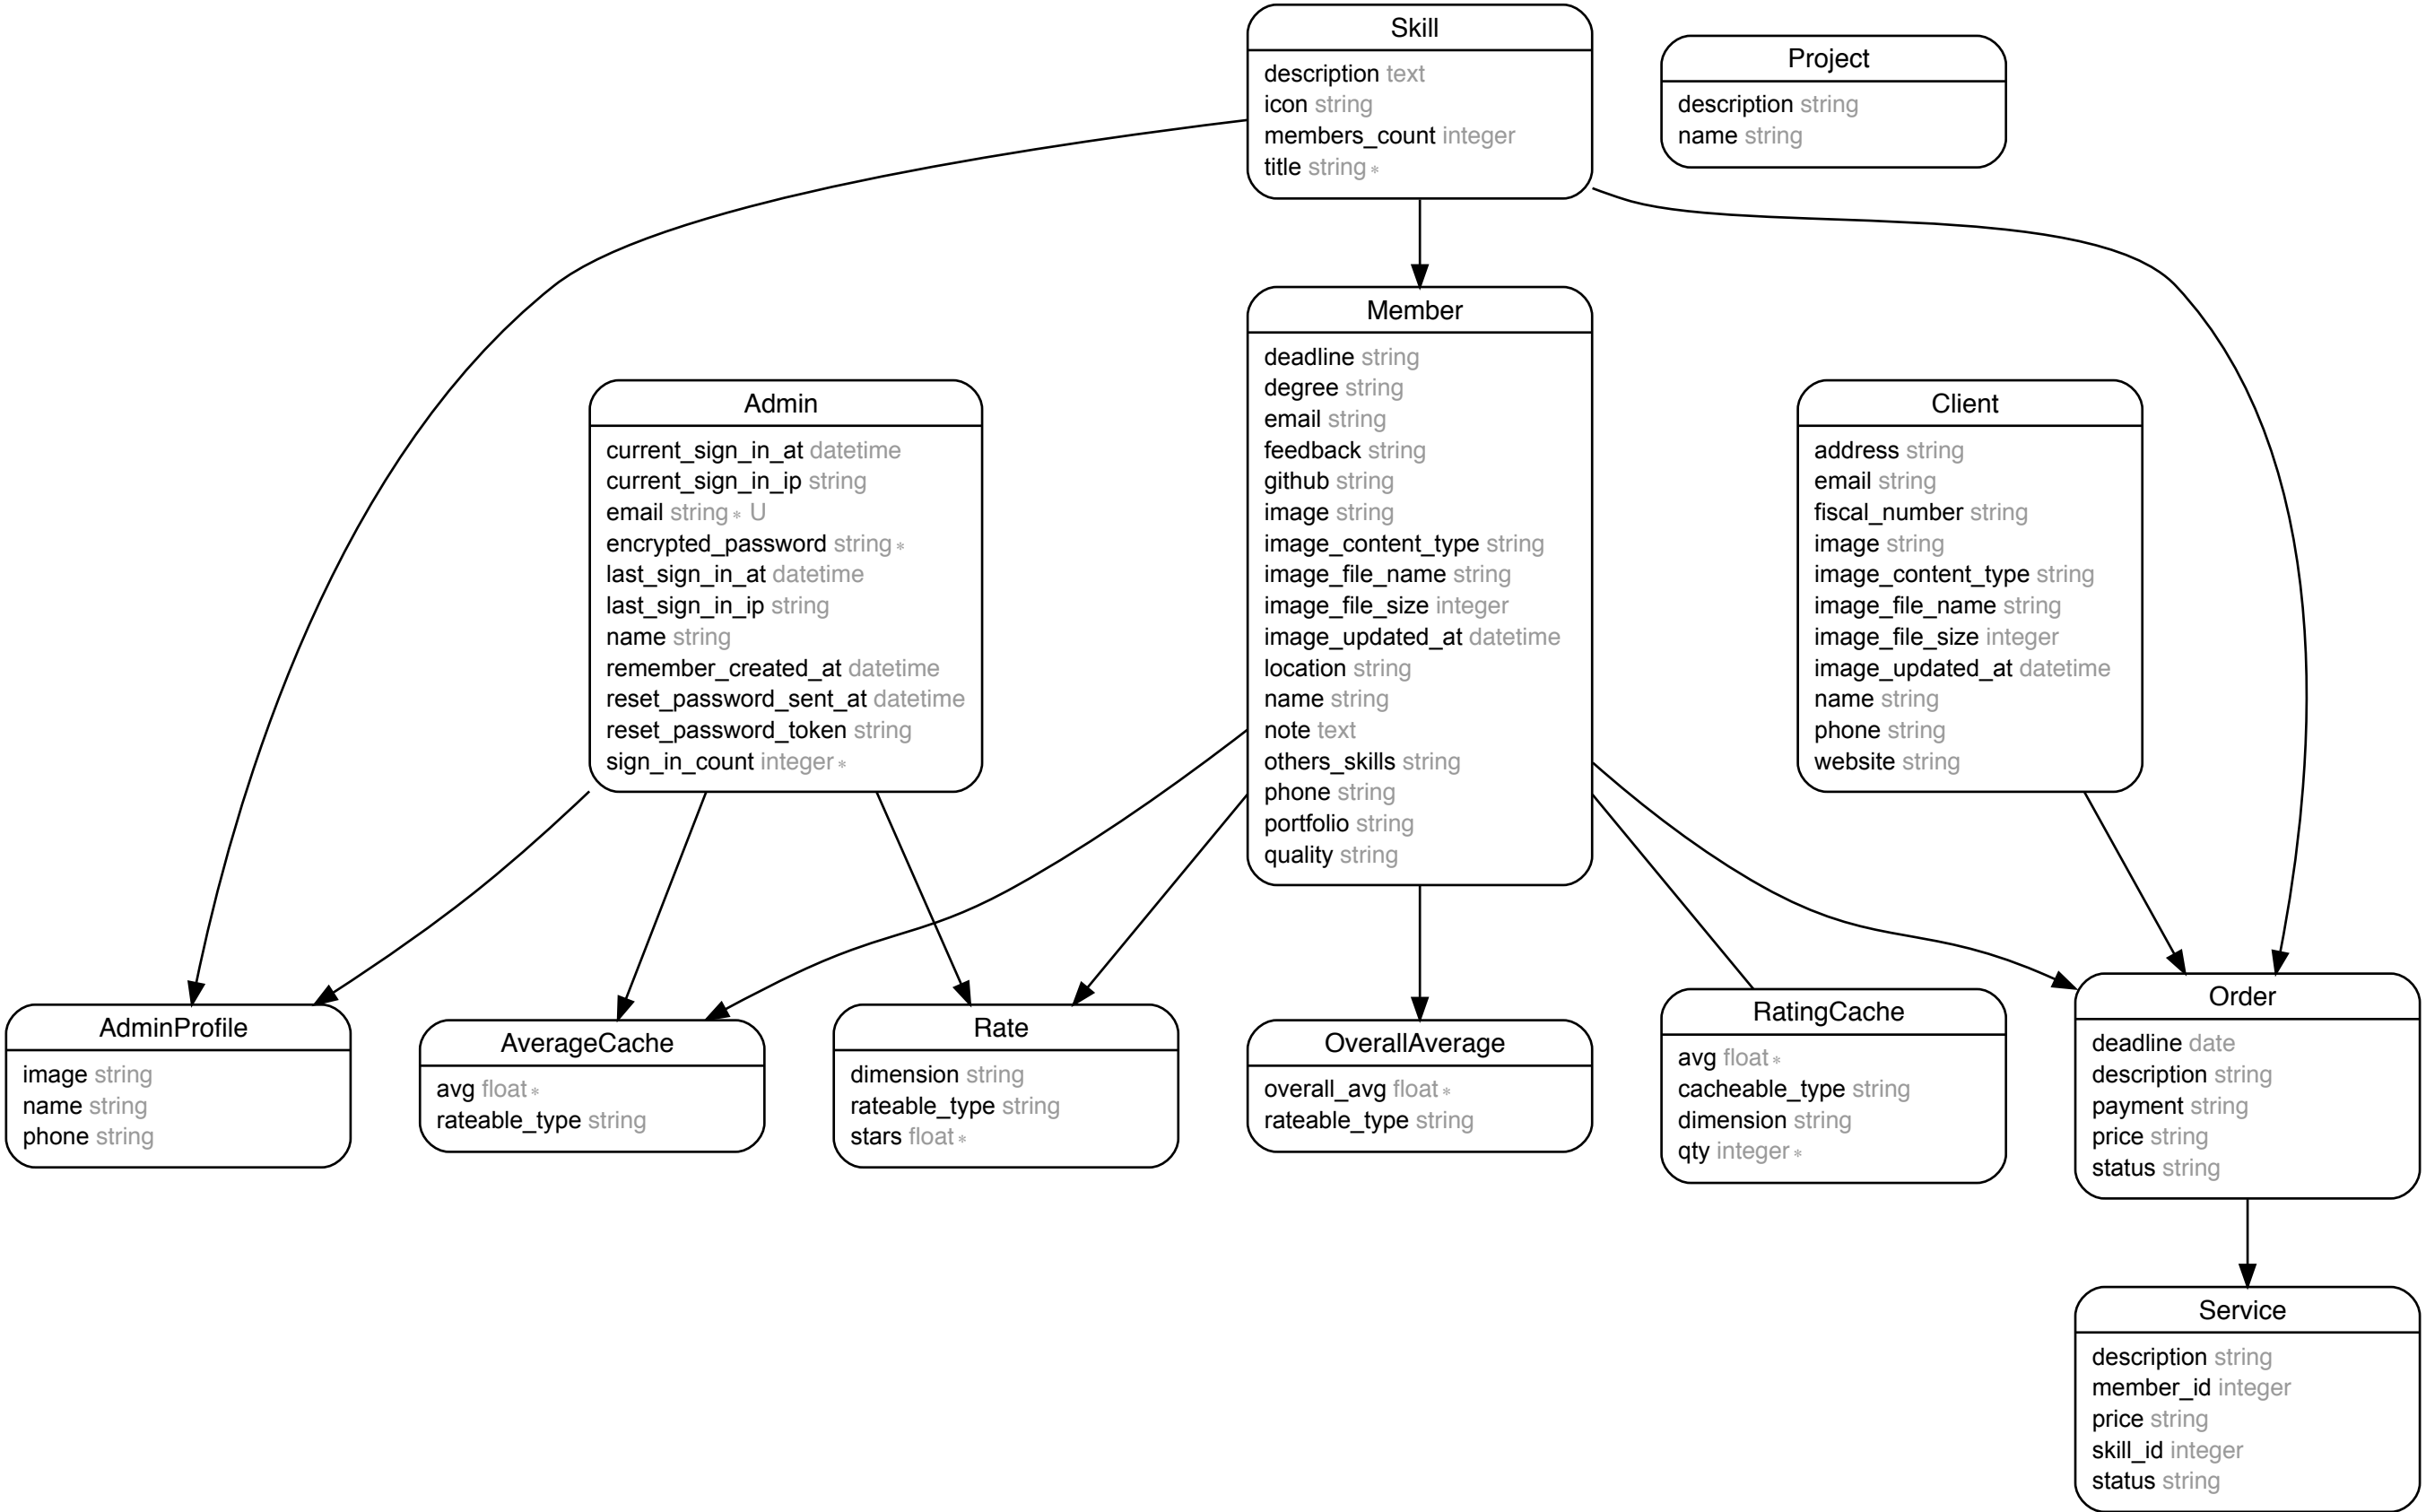 Skill
description text
icon string
members_count integer
title string *
Project
description string
name string
Member
deadline string
degree string
email string
feedback string
github string
image string
image_content_type string
image_file_name string
image_file_size integer
image_updated_at datetime
location string
name string
note text
others_skills string
phone string
portfolio string
quality string
Admin
current_sign_in_at datetime
current_sign_in_ip string
email string * U
encrypted_password string *
last_sign_in_at datetime
last_sign_in_ip string
name string
remember_created_at datetime
reset_password_sent_at datetime
reset_password_token string
sign_in_count integer *
Client
address string
email string
fiscal_number string
image string
image_content_type string
image_file_name string
image_file_size integer
image_updated_at datetime
name string
phone string
website string
AdminProfile
image string
name string
phone string
AverageCache
avg float *
rateable_type string
Rate
dimension string
rateable_type string
stars float *
OverallAverage
overall_avg float *
rateable_type string
RatingCache
avg float *
cacheable_type string
dimension string
qty integer *
Order
deadline date
description string
payment string
price string
status string
Service
description string
member_id integer
price string
skill_id integer
status string